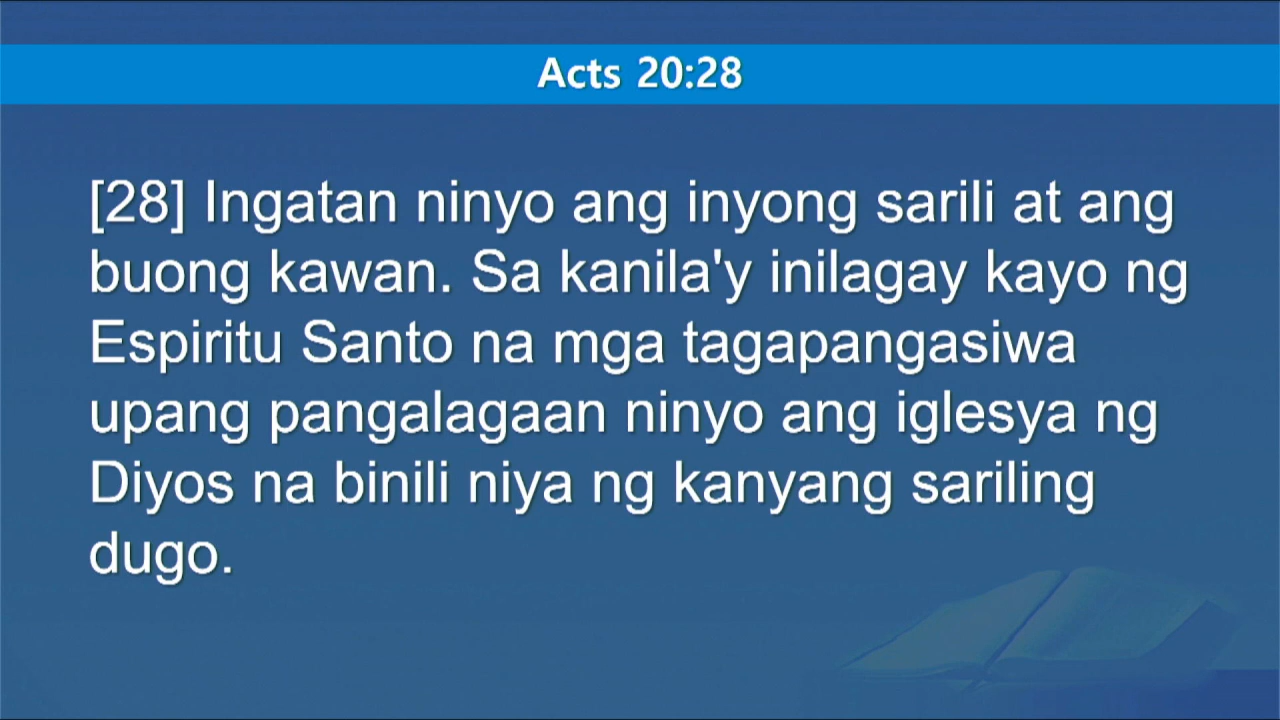 Acts 20:28
[28] Ingatan ninyo ang inyong sarili at ang
buong kawan. Sa kanila'y inilagay kayo ng
Espiritu Santo na mga tagapangasiwa
upang pangalagaan ninyo ang iglesya ng
Diyos na binili niya ng kanyang sariling
dugo.